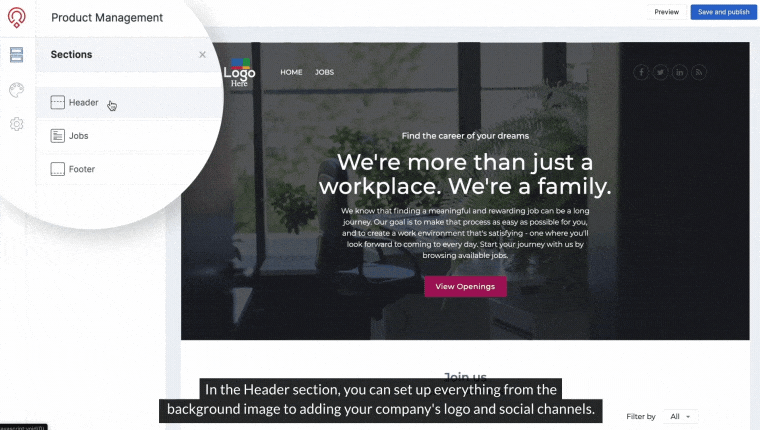 Product Management
Preview
Save and publish
Sections
Header
Jobs
Footer
Logo
Here
HOME
JOBS
Find the career of your dreams
We're more than just a
workplace. We're a family.
We know that finding a meaningful and rewarding job can be a long
journey. Our goal is to make that process as easy as possible for you,
and to create a work environment that's satisfying - one where you'll
look forward to coming to every day. Start your journey with us by
browsing available jobs.
View Openings
Join us
In the Header section, you can set up everything from the
background image to adding your company's logo and social channels.
Filter by
All